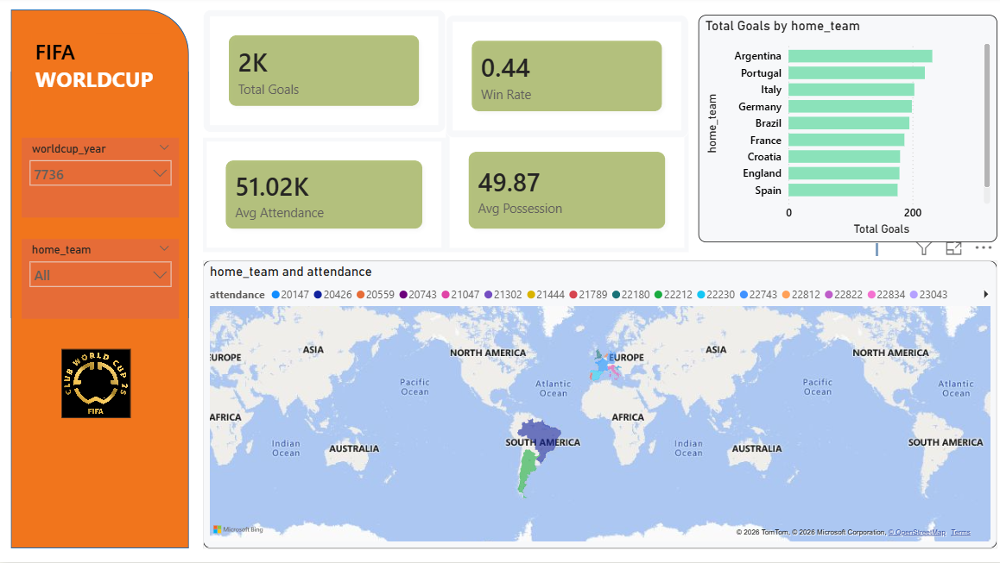 FIFA
WORLDCUP
worldcup_year
7736
home_team
All
CLUB WORLD CUP 25
FIFA
2K
Total Goals
0.44
Win Rate
51.02K
Avg Attendance
49.87
Avg Possession
Total Goals by home_team
home_team
Argentina
Portugal
Italy
Germany
Brazil
France
Croatia
England
Spain
0 200
Total Goals
home_team and attendance
attendance 20147 20426 20559 20743 21047 21302 21444 21789 22180 22212 22230 22743 22812 22822 22834 23043
EUROPE ASIA NORTH AMERICA EUROPE ASIA NORTH AMERICA
Pacific Ocean Atlantic Ocean Pacific Ocean Atlantic Ocean
AFRICA AFRICA
Indian Ocean AUSTRALIA SOUTH AMERICA Indian Ocean AUSTRALIA SOUTH AMERICA
Microsoft Bing
© 2026 TomTom, © 2026 Microsoft Corporation, © OpenStreetMap Terms